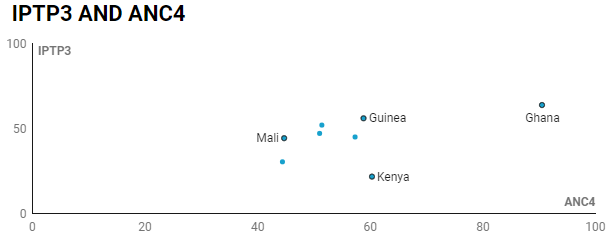 IPTP3 AND ANC4
100
IPTP3
Ghana
Guinea
50
Mali
Kenya
ANC4
0
0 20 40 60 80 100